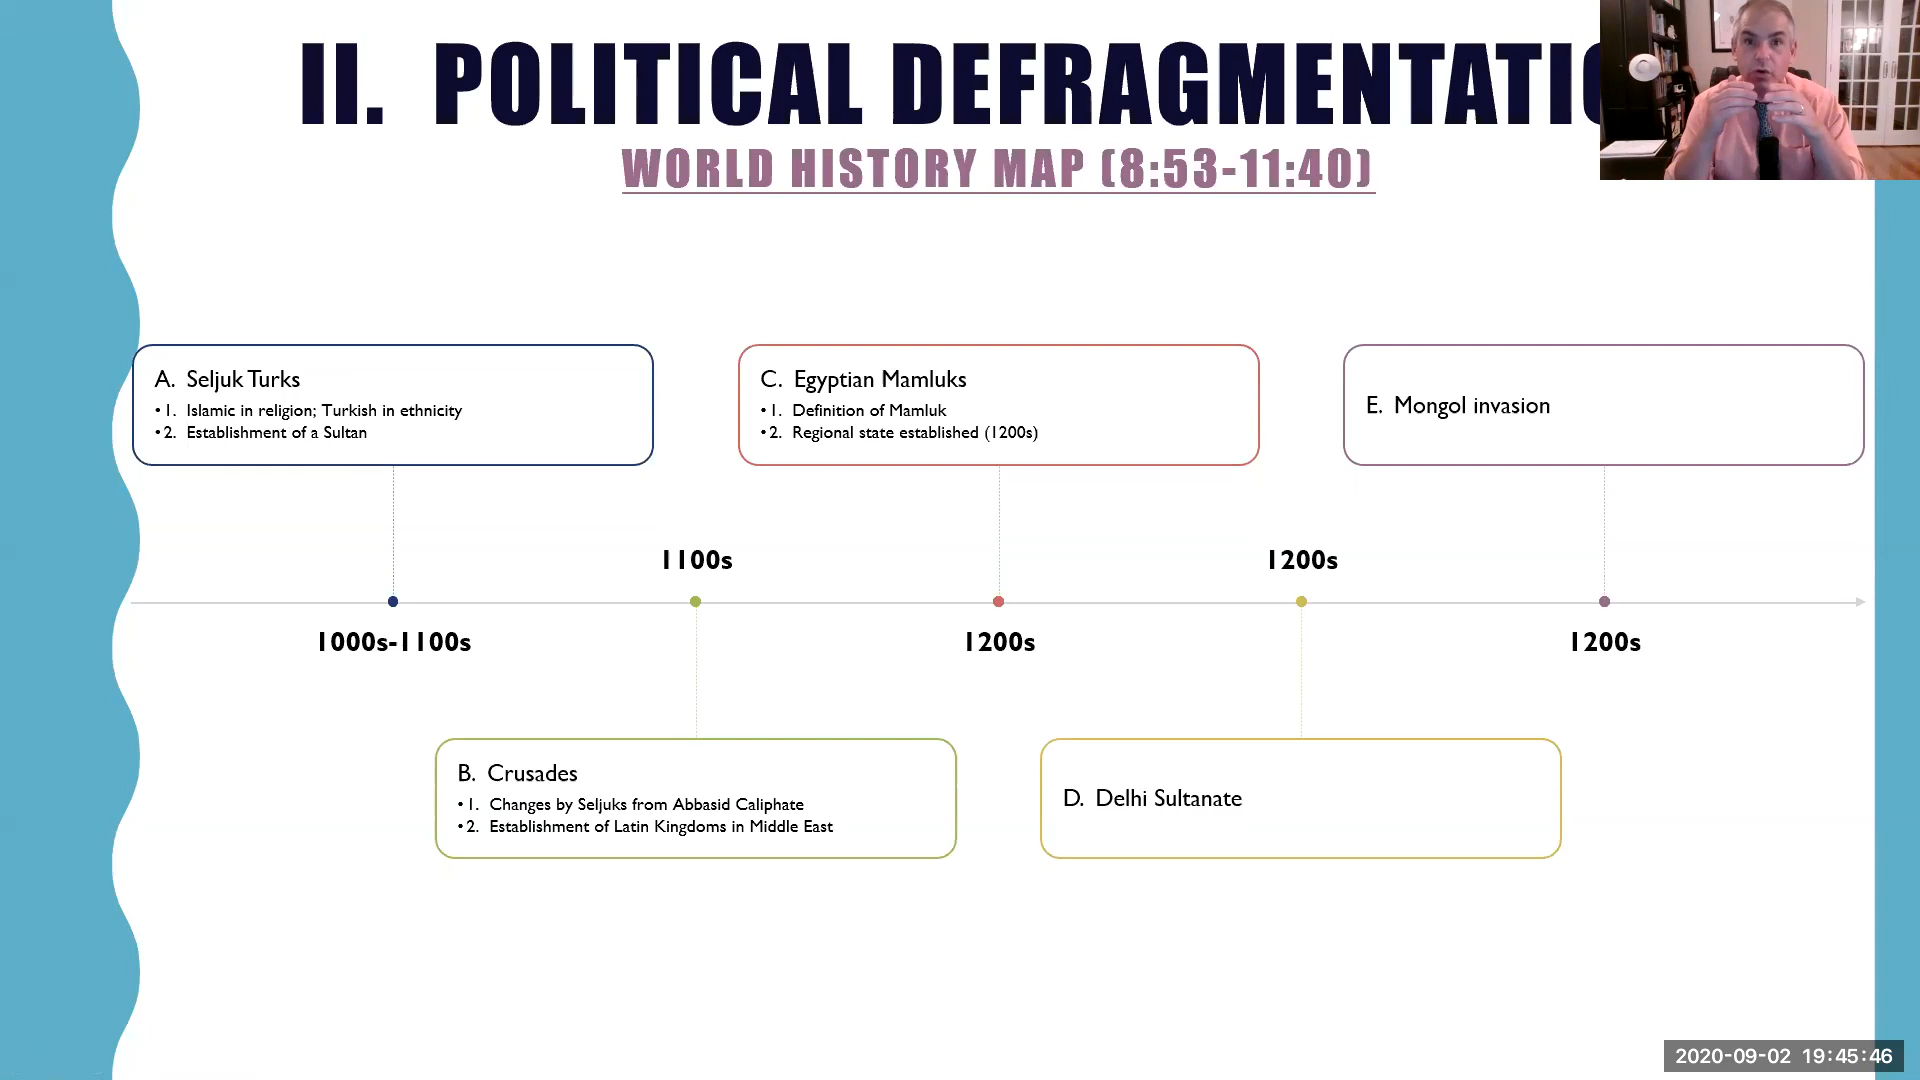 II. POLITICAL DEFRAGMENTATIO
WORLD HISTORY MAP (8:53-11:40)
A. Seljuk Turks
• 1. Islamic in religion; Turkish in ethnicity
• 2. Establishment of a Sultan
C. Egyptian Mamluks
• 1. Definition of Mamluk
• 2. Regional state established (1200s)
E. Mongol invasion
1100s
1200s
1000s-1100s
1200s
1200s
B. Crusades
• 1. Changes by Seljuks from Abbasid Caliphate
• 2. Establishment of Latin Kingdoms in Middle East
D. Delhi Sultanate
2020-09-02 19:45:46